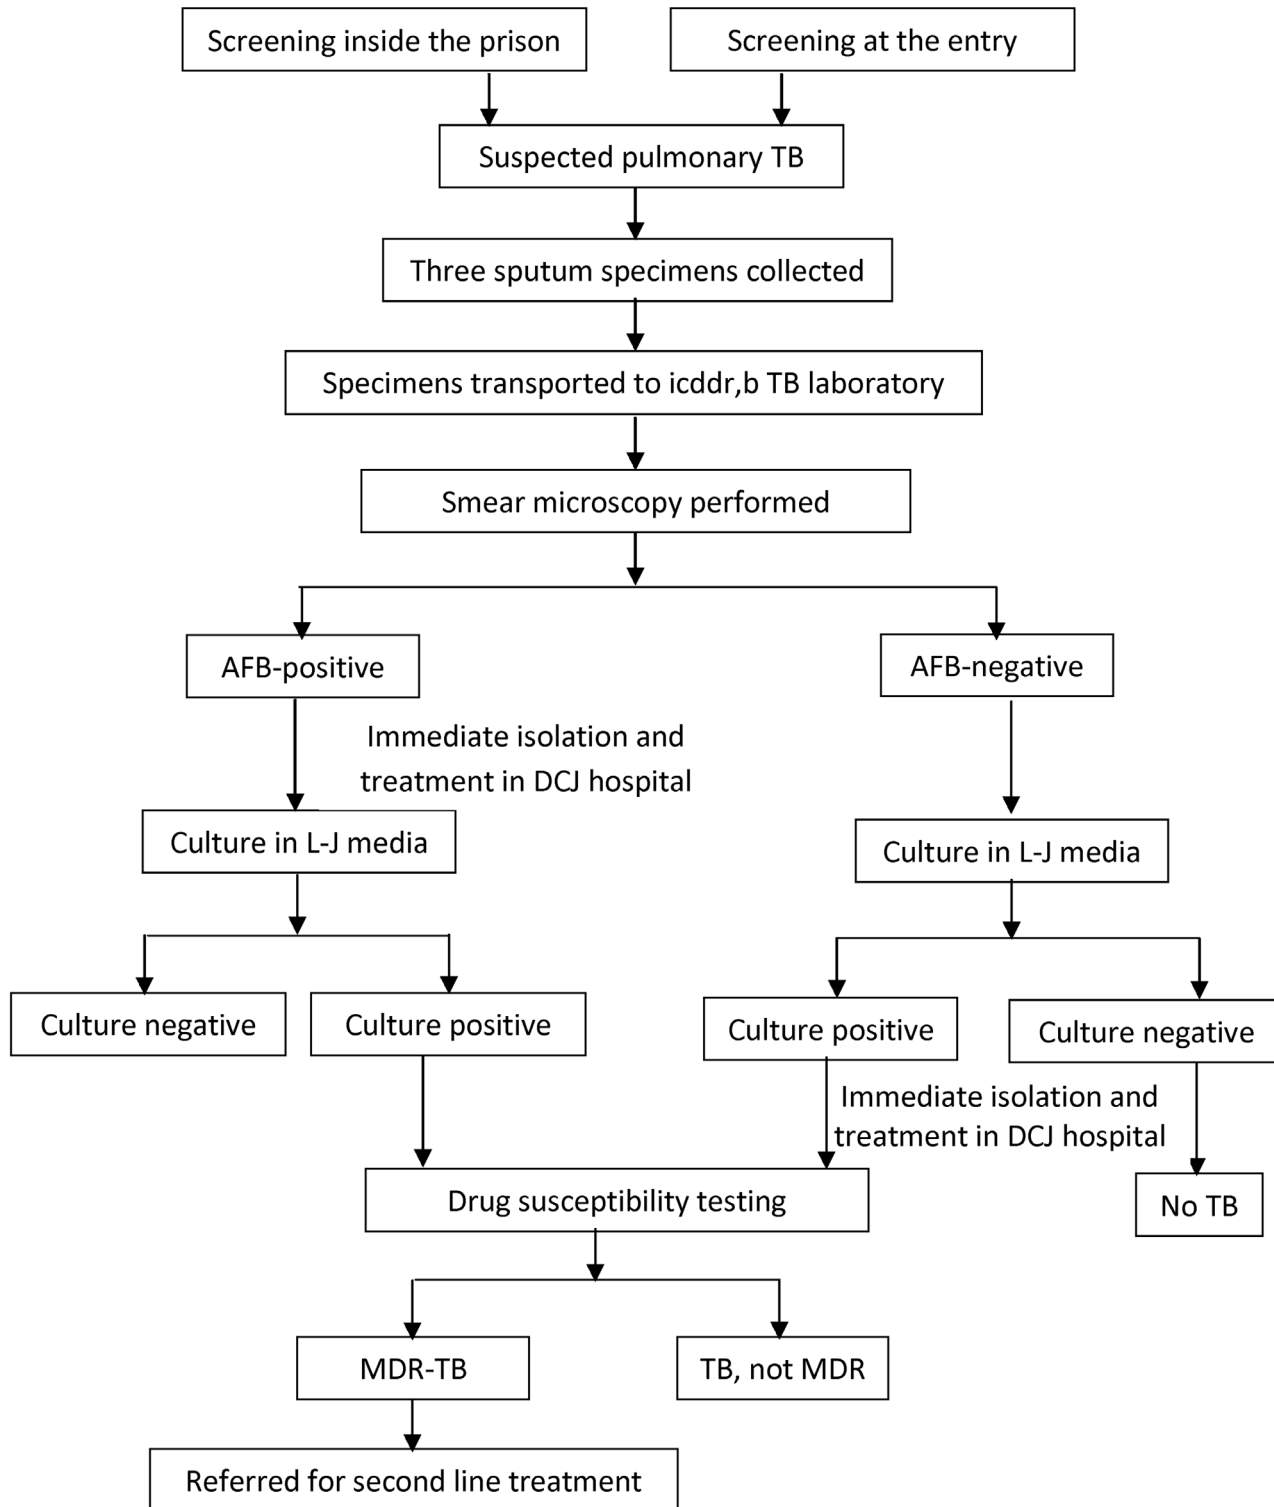 Screening inside the prison
Screening at the entry
Suspected pulmonary TB
Three sputum specimens collected
Specimens transported to icddr,b TB laboratory
Smear microscopy performed
AFB-positive
AFB-negative
Immediate isolation and
treatment in DCJ hospital
Culture in L-J media
Culture in L-J media
Culture negative
Culture positive
Culture positive
Culture negative
Immediate isolation and
treatment in DCJ hospital
Drug susceptibility testing
No TB
MDR-TB
TB, not MDR
Referred for second line treatment